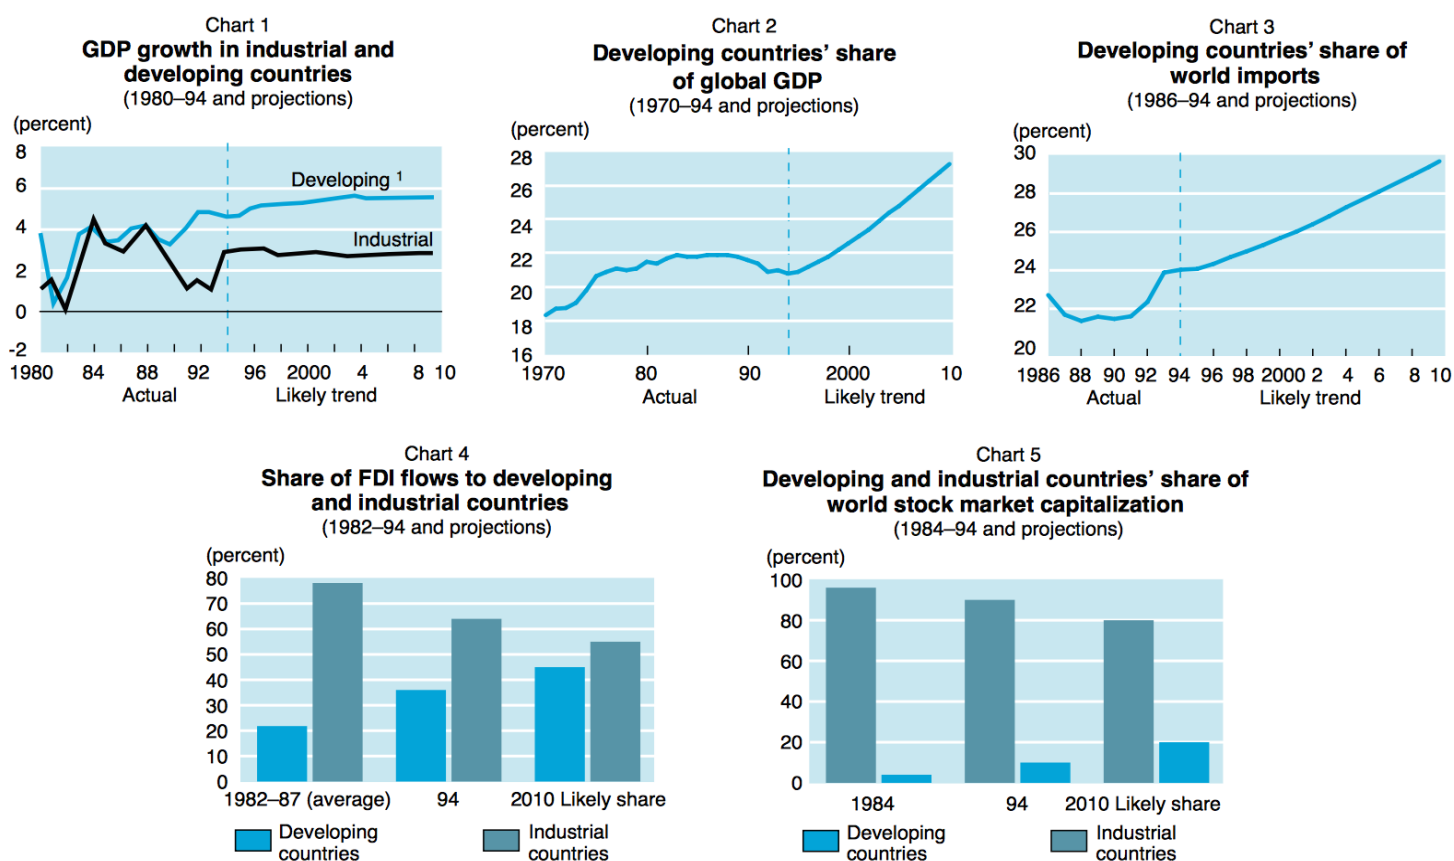 Chart 1
GDP growth in industrial and
developing countries
(1980–94 and projections)
(percent)
8
6
4
2
0
-2
Developing 1
Industrial
1980 84 88 92 96 2000 4 8 10
Actual Likely trend
Chart 2
Developing countries’ share
of global GDP
(1970–94 and projections)
(percent)
28
26
24
22
20
18
16
1970 80 90 2000 10
Actual Likely trend
Chart 3
Developing countries’ share of
world imports
(1986–94 and projections)
(percent)
30
28
26
24
22
20
1986 88 90 92 94 96 98 2000 2 4 6 8 10
Actual Likely trend
Chart 4
Share of FDI flows to developing
and industrial countries
(1982–94 and projections)
(percent)
80
70
60
50
40
30
20
10
0
1982–87 (average) 94 2010 Likely share
Developing
countries
Industrial
countries
Chart 5
Developing and industrial countries’ share of
world stock market capitalization
(1984–94 and projections)
(percent)
100
80
60
40
20
0
1984 94 2010 Likely share
Developing
countries
Industrial
countries